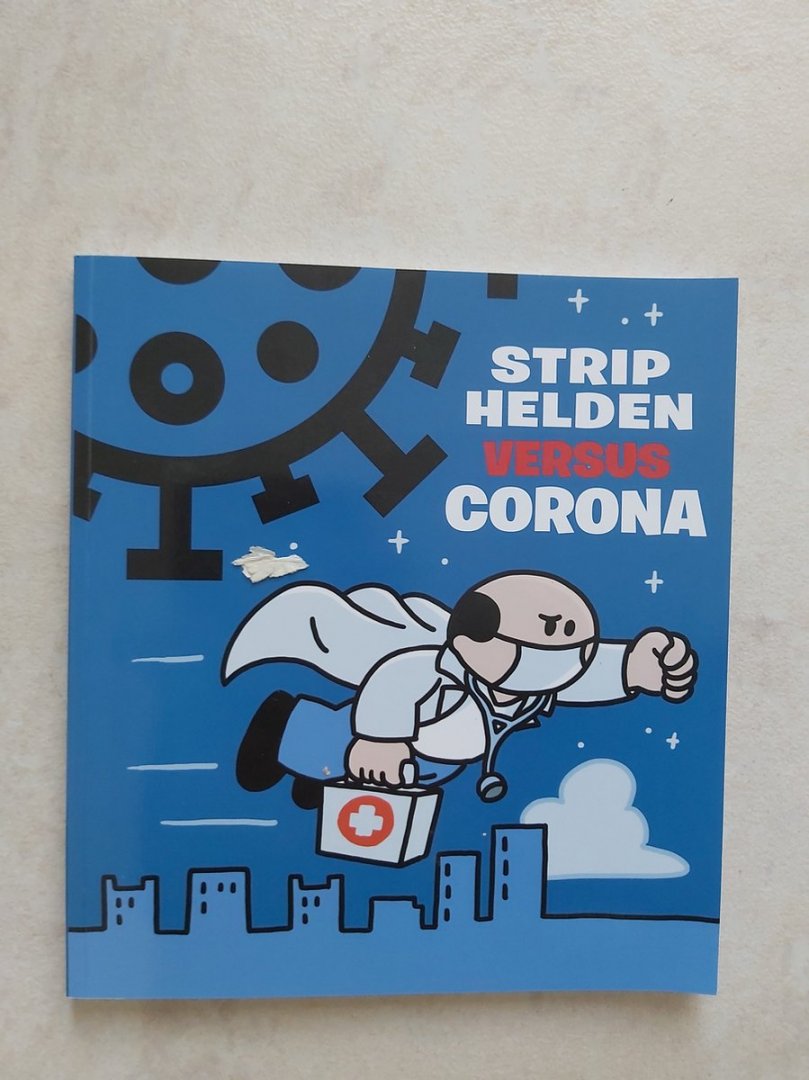 STRIP
HELDEN
VERSUS
CORONA